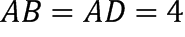 AB = AD = 4